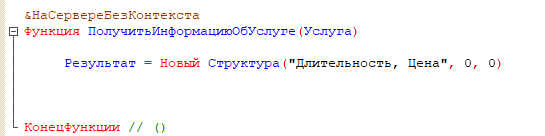 &НаСервереБезКонтекста
Функция ПолучитьИнформациюОбУслуге(Услуга)
Результат = Новый Структура("Длительность, Цена", 0, 0)
КонецФункции // ()